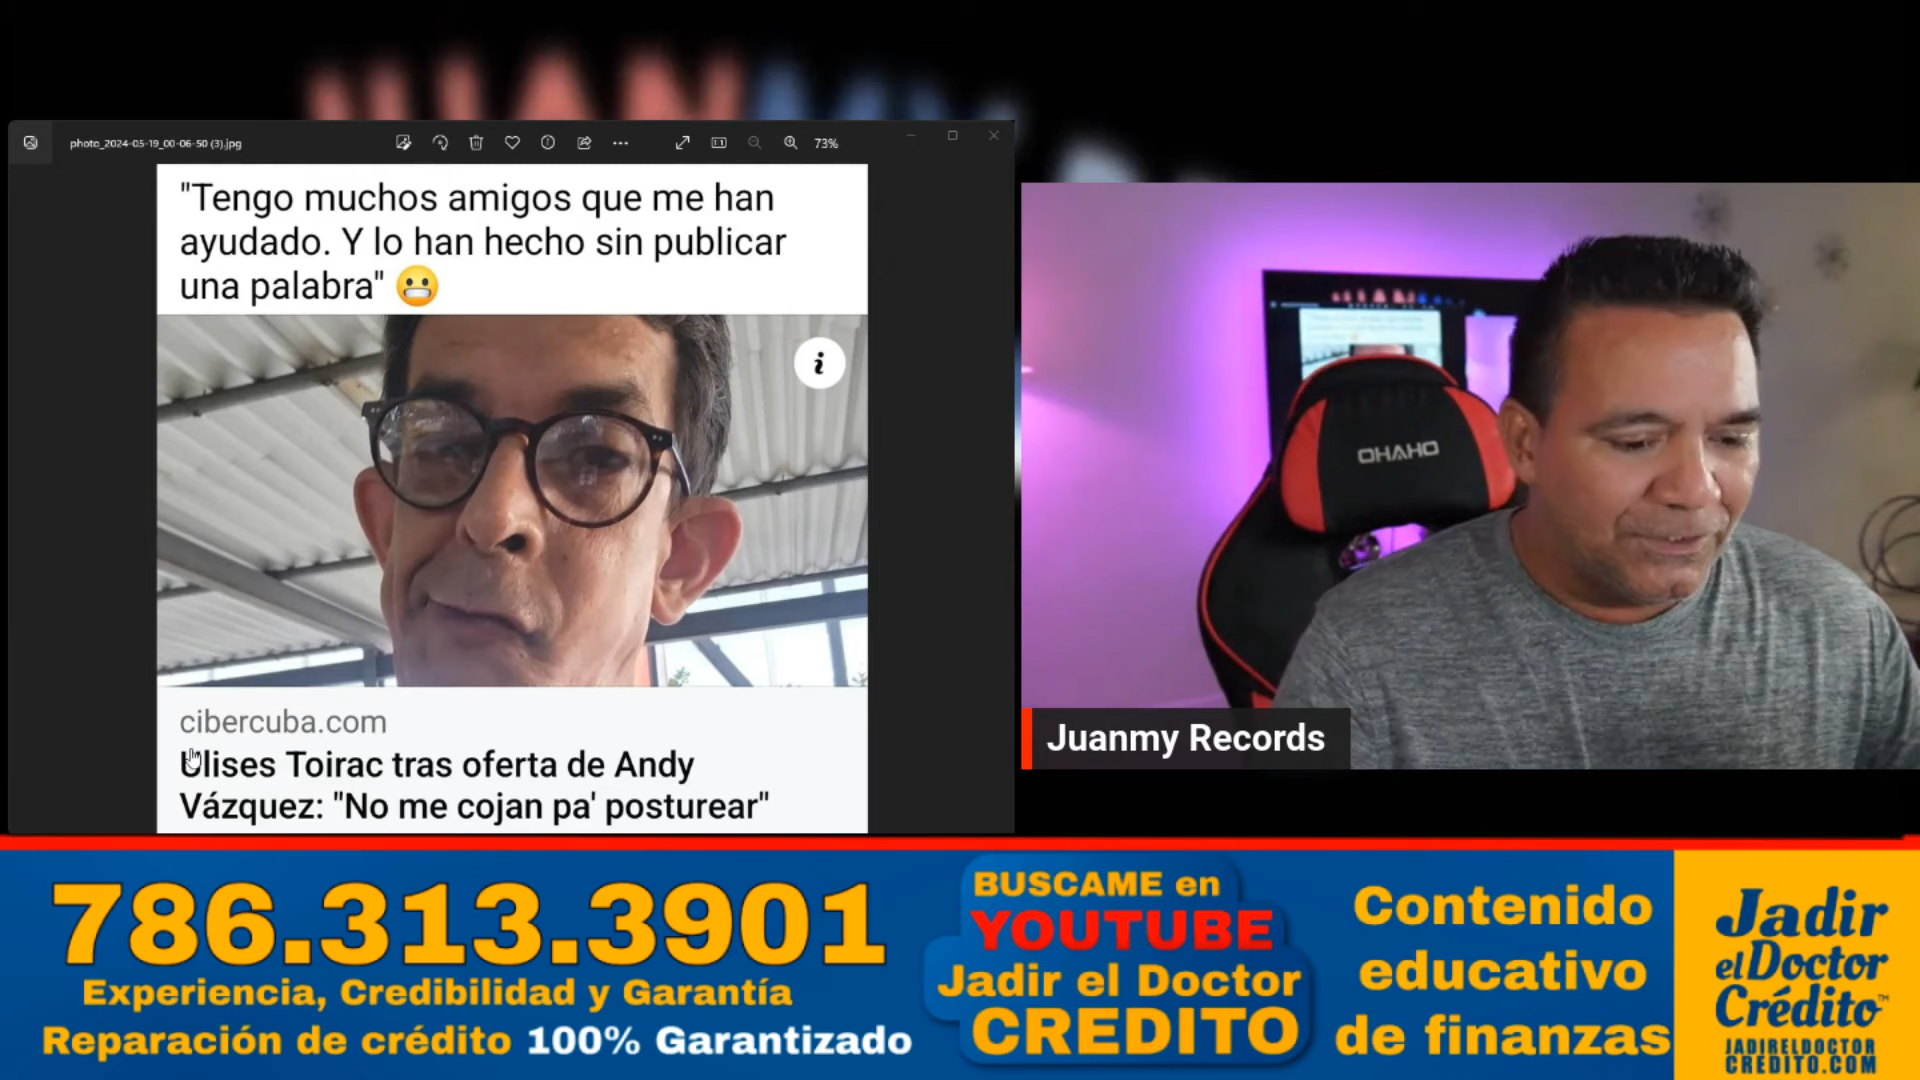 photo_2024-05-19_00-06-50 (3).jpg
73%
"Tengo muchos amigos que me han
ayudado. Y lo han hecho sin publicar
una palabra" 😬
i
cibercuba.com
Ulises Toirac tras oferta de Andy
Vázquez: "No me cojan pa' posturear"
OHAHO
Juanmy Records
786.313.3901
Experiencia, Credibilidad y Garantía
Reparación de crédito 100% Garantizado
BUSCAME en
YOUTUBE
Jadir el Doctor
CREDITO
Contenido
educativo
de finanzas
Jadir
el Doctor
Crédito™
JADIRELDOCTOR
CREDITO.COM